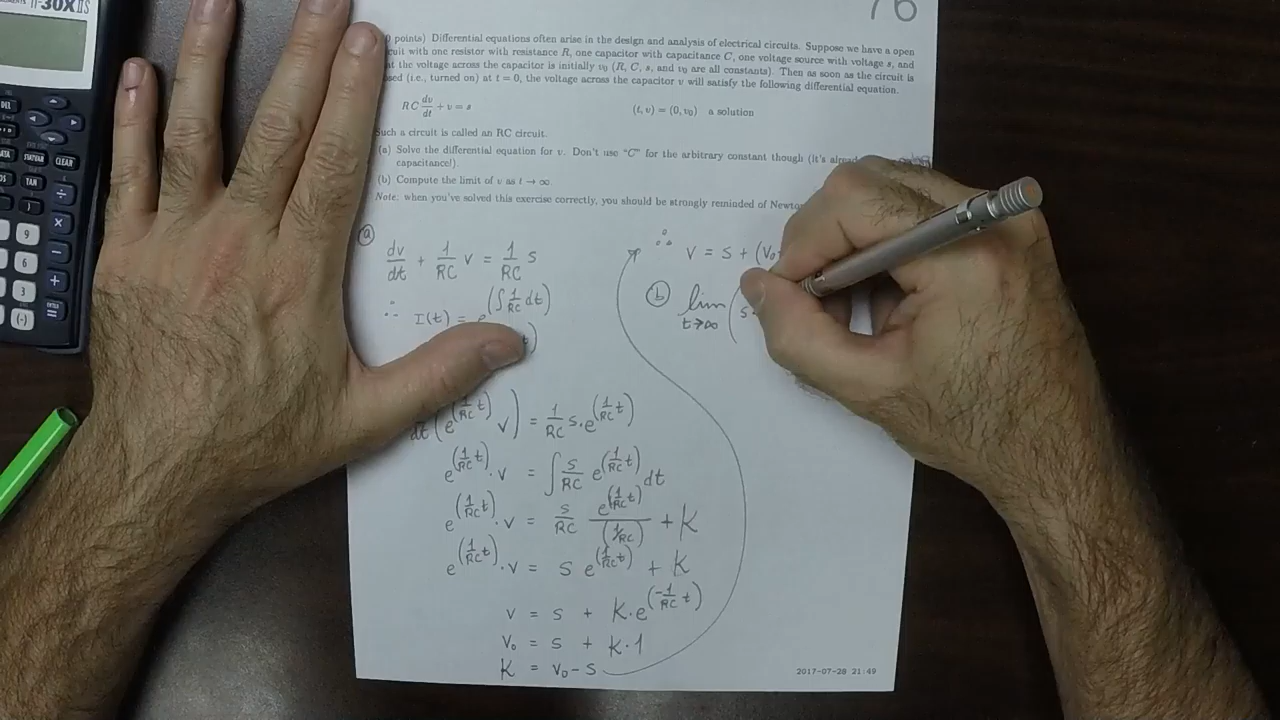 -30X IIS
76
points) Differential equations often arise in the design and analysis of electrical circuits. Suppose we have a open
cuit with one resistor with resistance R, one capacitor with capacitance C, one voltage source with voltage s, and
at the voltage across the capacitor is initially v₀ (R, C, s, and v₀ are all constants). Then as soon as the circuit is
sed (i.e., turned on) at t = 0, the voltage across the capacitor v will satisfy the following differential equation.
RC dv/dt + v = s (t, v) = (0, v₀) a solution
Such a circuit is called an RC circuit.
(a) Solve the differential equation for v. Don't use "C" for the arbitrary constant though (it's alrea
capacitance!).
(b) Compute the limit of v as t → ∞.
Note: when you've solved this exercise correctly, you should be strongly reminded of Newto
(a)
dv/dt + 1/RC v = 1/RC s
∴ I(t) = e^(∫ 1/RC dt)
t)
dt (e^(1/RC t) v) = 1/RC s·e^(1/RC t)
e^(1/RC t)·v = ∫ s/RC e^(1/RC t) dt
e^(1/RC t)·v = s/RC e^(1/RC t)/(1/RC) + K
e^(1/RC t)·v = s e^(1/RC t) + K
v = s + K·e^(-1/RC t)
v₀ = s + K·1
K = v₀ - s
∴ v = s + (v₀
(b) lim t→∞ (s
DEL
DATA
STATVAR
CLEAR
TAN
÷
)
×
9
−
6
+
3
ENTER
=
(-)
2017-07-28 21:49